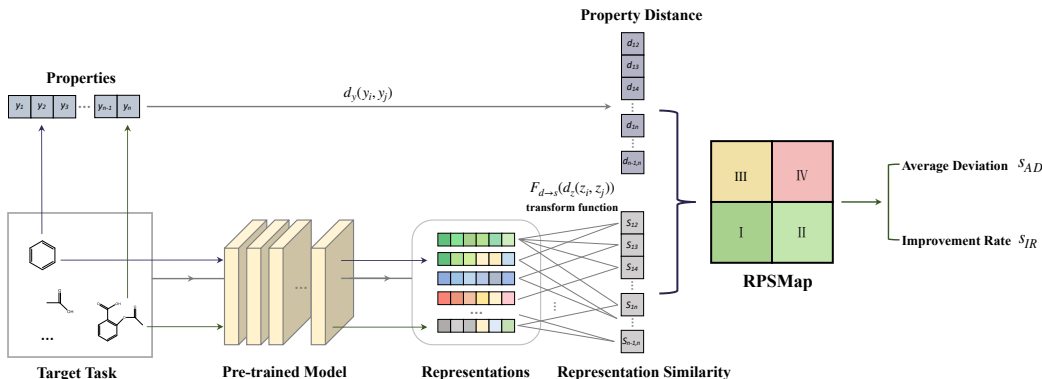 Property Distance
d12
d13
d14
d1n
dn-1,n
Properties
y1 y2 y3 ... yn-1 yn
dy(yi, yj)
Fd→s(dz(zi, zj))
transform function
S12
S13
S14
S1n
Sn-1,n
III IV
I II
RPSMap
Average Deviation SAD
Improvement Rate SIR
O
OH
O
OH
O
O
...
...
...
...
Target Task
Pre-trained Model
Representations
Representation Similarity